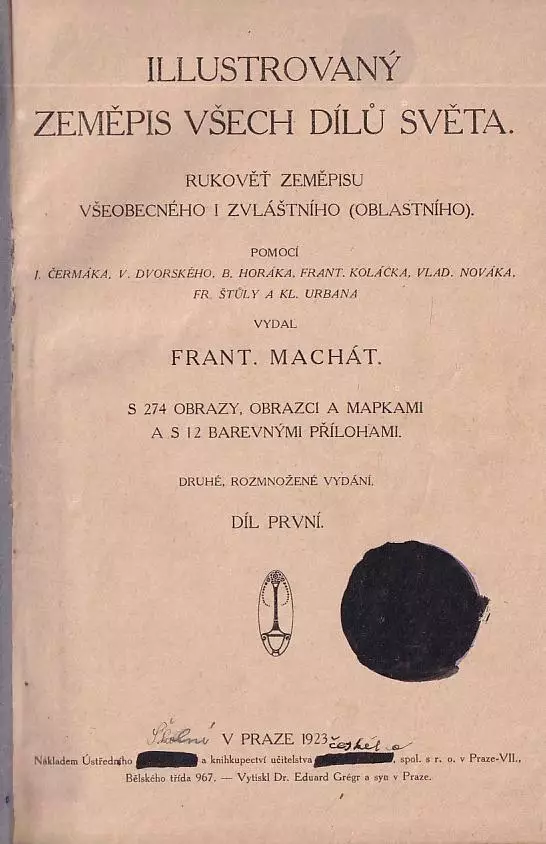 ILLUSTROVANÝ
ZEMĚPIS VŠECH DÍLŮ SVĚTA.
RUKOVĚŤ ZEMĚPISU
VŠEOBECNÉHO I ZVLÁŠTNÍHO (OBLASTNÍHO).
POMOCÍ
J. ČERMÁKA, V. DVORSKÉHO, B. HORÁKA, FRANT. KOLÁČKA, VLAD. NOVÁKA,
FR. ŠTŮLY A KL. URBANA
VYDAL
FRANT. MACHÁT.
S 274 OBRAZY, OBRAZCI A MAPKAMI
A S 12 BAREVNÝMI PŘÍLOHAMI.
DRUHÉ, ROZMNOŽENÉ VYDÁNÍ.
DÍL PRVNÍ.
Školní V PRAZE 1923 českého
Nákladem Ústředního a knihkupectví učitelstva , spol. s r. o. v Praze-VII.,
Bělského třída 967. — Vytiskl Dr. Eduard Grégr a syn v Praze.